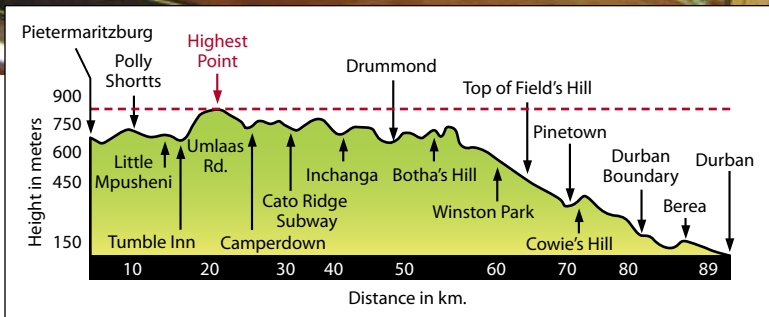 Pietermaritzburg
Polly
Shortts
Highest
Point
Drummond
Top of Field's Hill
Pinetown
Durban
Boundary
Durban
Berea
Height in meters
900
750
600
450
150
Little
Mpusheni
Umlaas
Rd.
Tumble Inn
Camperdown
Cato Ridge
Subway
Inchanga
Botha's Hill
Winston Park
Cowie's Hill
10 20 30 40 50 60 70 80 89
Distance in km.